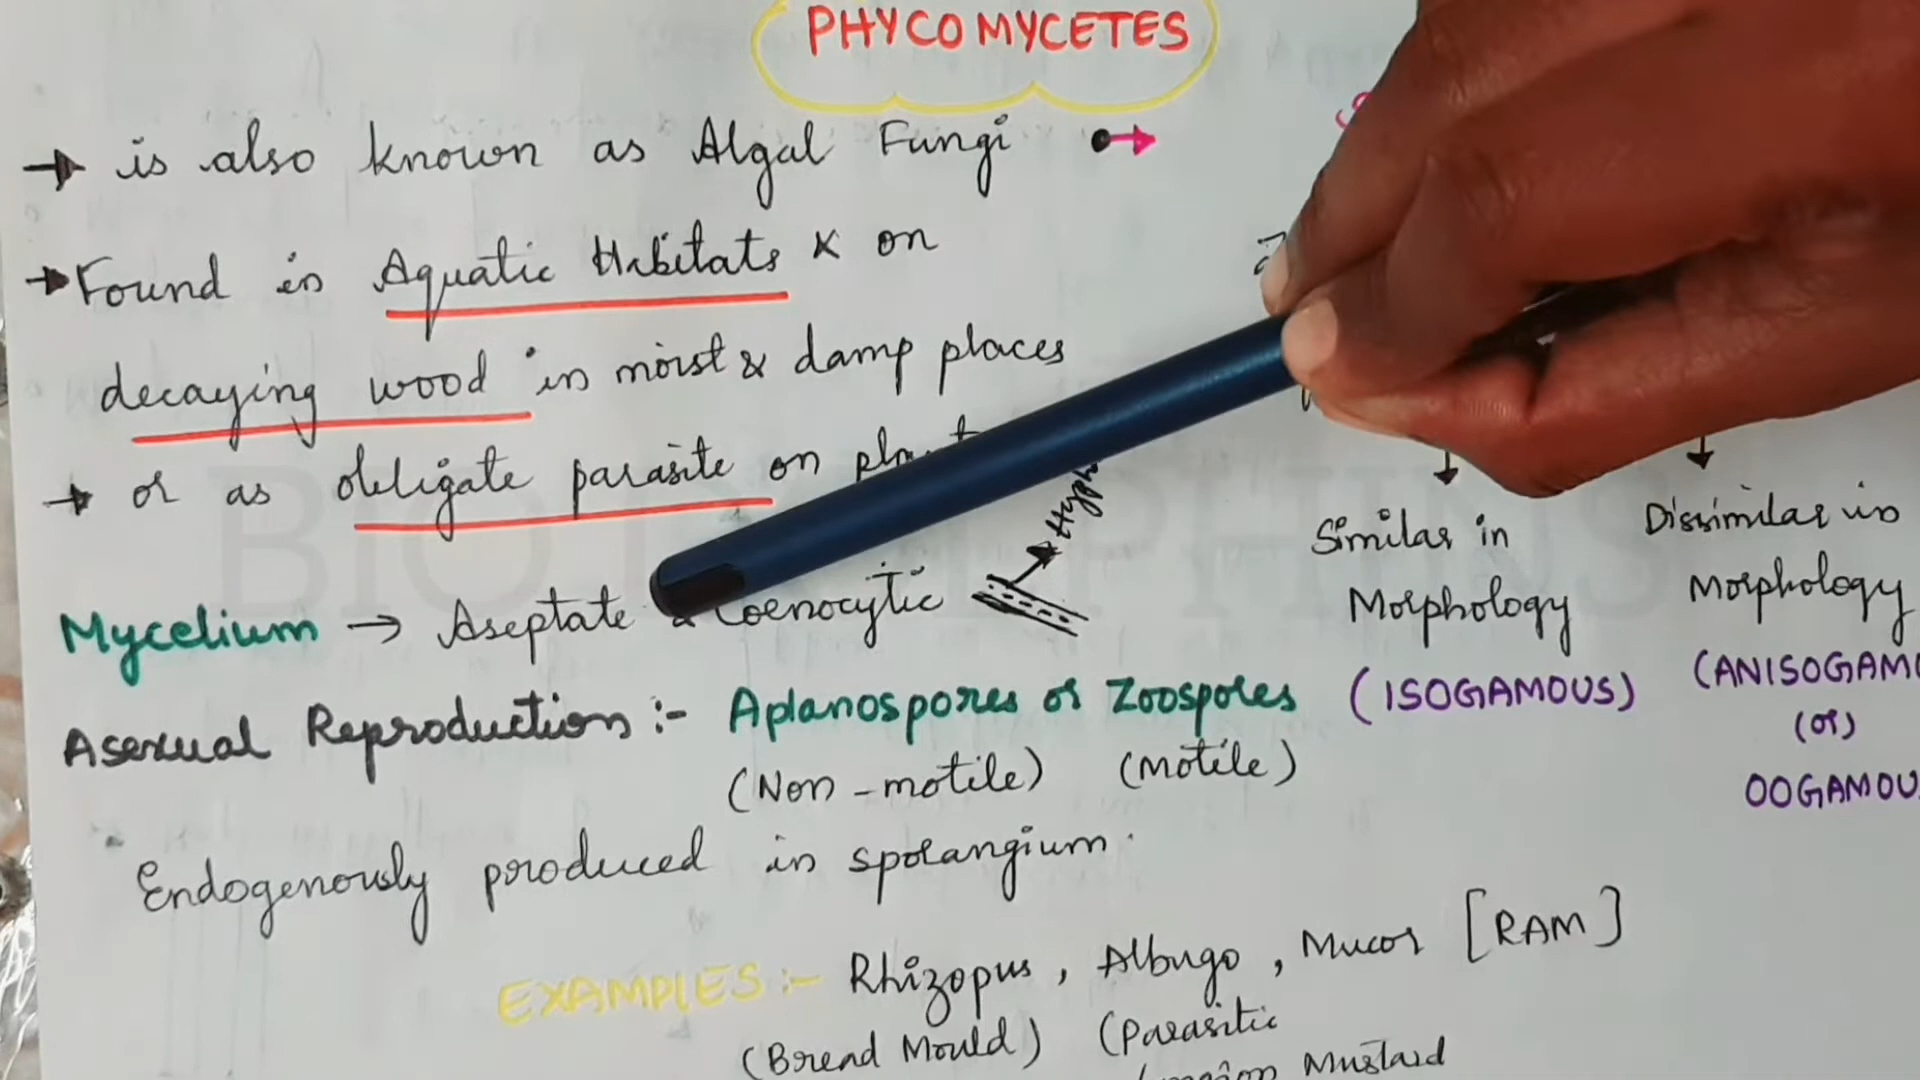 PHYCOMYCETES
→ is also known as Algal Fungi
→ Found in Aquatic Habitats & on
decaying wood in moist & damp places
→ or as obligate parasite on
Mycelium → Aseptate & Coenocytic
Asexual Reproduction :- Aplanospores or Zoospores
(Non-motile) (motile)
Endogenously produced in sporangium.
EXAMPLES :- Rhizopus, Albugo, Mucor [RAM]
(Bread Mould) (Parasitic
Mustard
Similar in
Morphology
(ISOGAMOUS)
Dissimilar in
Morphology
(ANISOGAM
(or)
OOGAMOU
BIO DOLPHINS